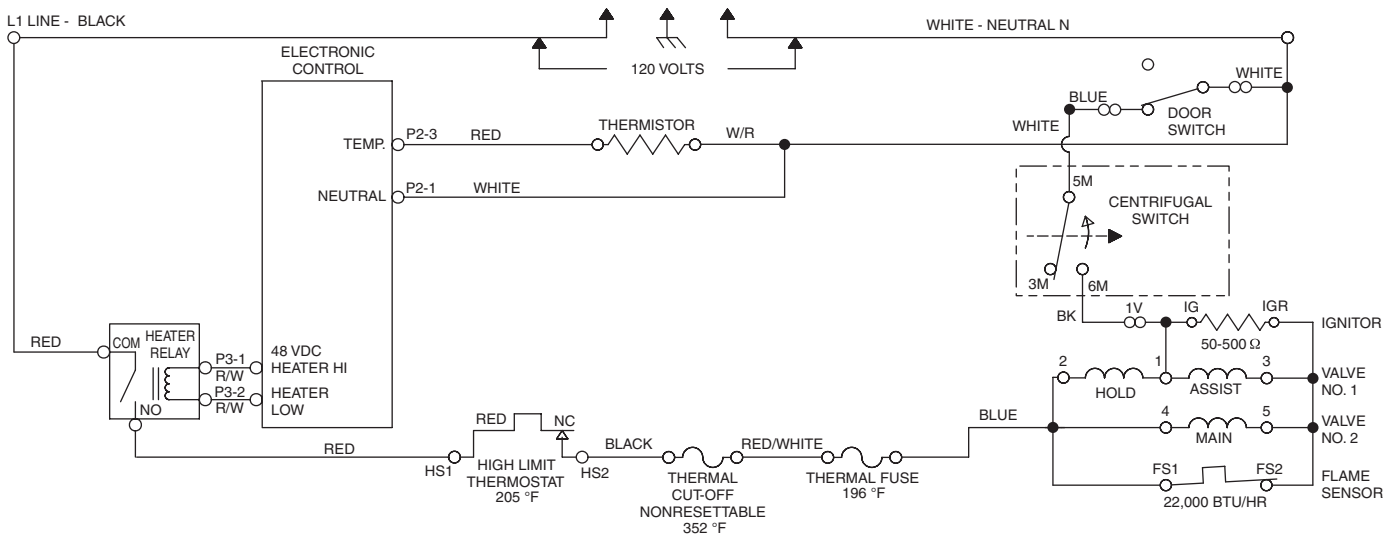 L1 LINE - BLACK
WHITE - NEUTRAL N
120 VOLTS
ELECTRONIC
CONTROL
WHITE
BLUE
DOOR
SWITCH
THERMISTOR
TEMP.
P2-3
RED
W/R
WHITE
NEUTRAL
P2-1
WHITE
5M
CENTRIFUGAL
SWITCH
3M
6M
BK
1V
IG
IGR
IGNITOR
50-500 Ω
RED
COM
HEATER
RELAY
NO
P3-1
R/W
P3-2
R/W
48 VDC
HEATER HI
HEATER
LOW
2
1
3
HOLD
ASSIST
VALVE
NO. 1
4
5
MAIN
VALVE
NO. 2
FS1
FS2
22,000 BTU/HR
FLAME
SENSOR
RED
HS1
RED
NC
HIGH LIMIT
THERMOSTAT
205 °F
HS2
BLACK
THERMAL
CUT-OFF
NONRESETTABLE
352 °F
RED/WHITE
THERMAL FUSE
196 °F
BLUE